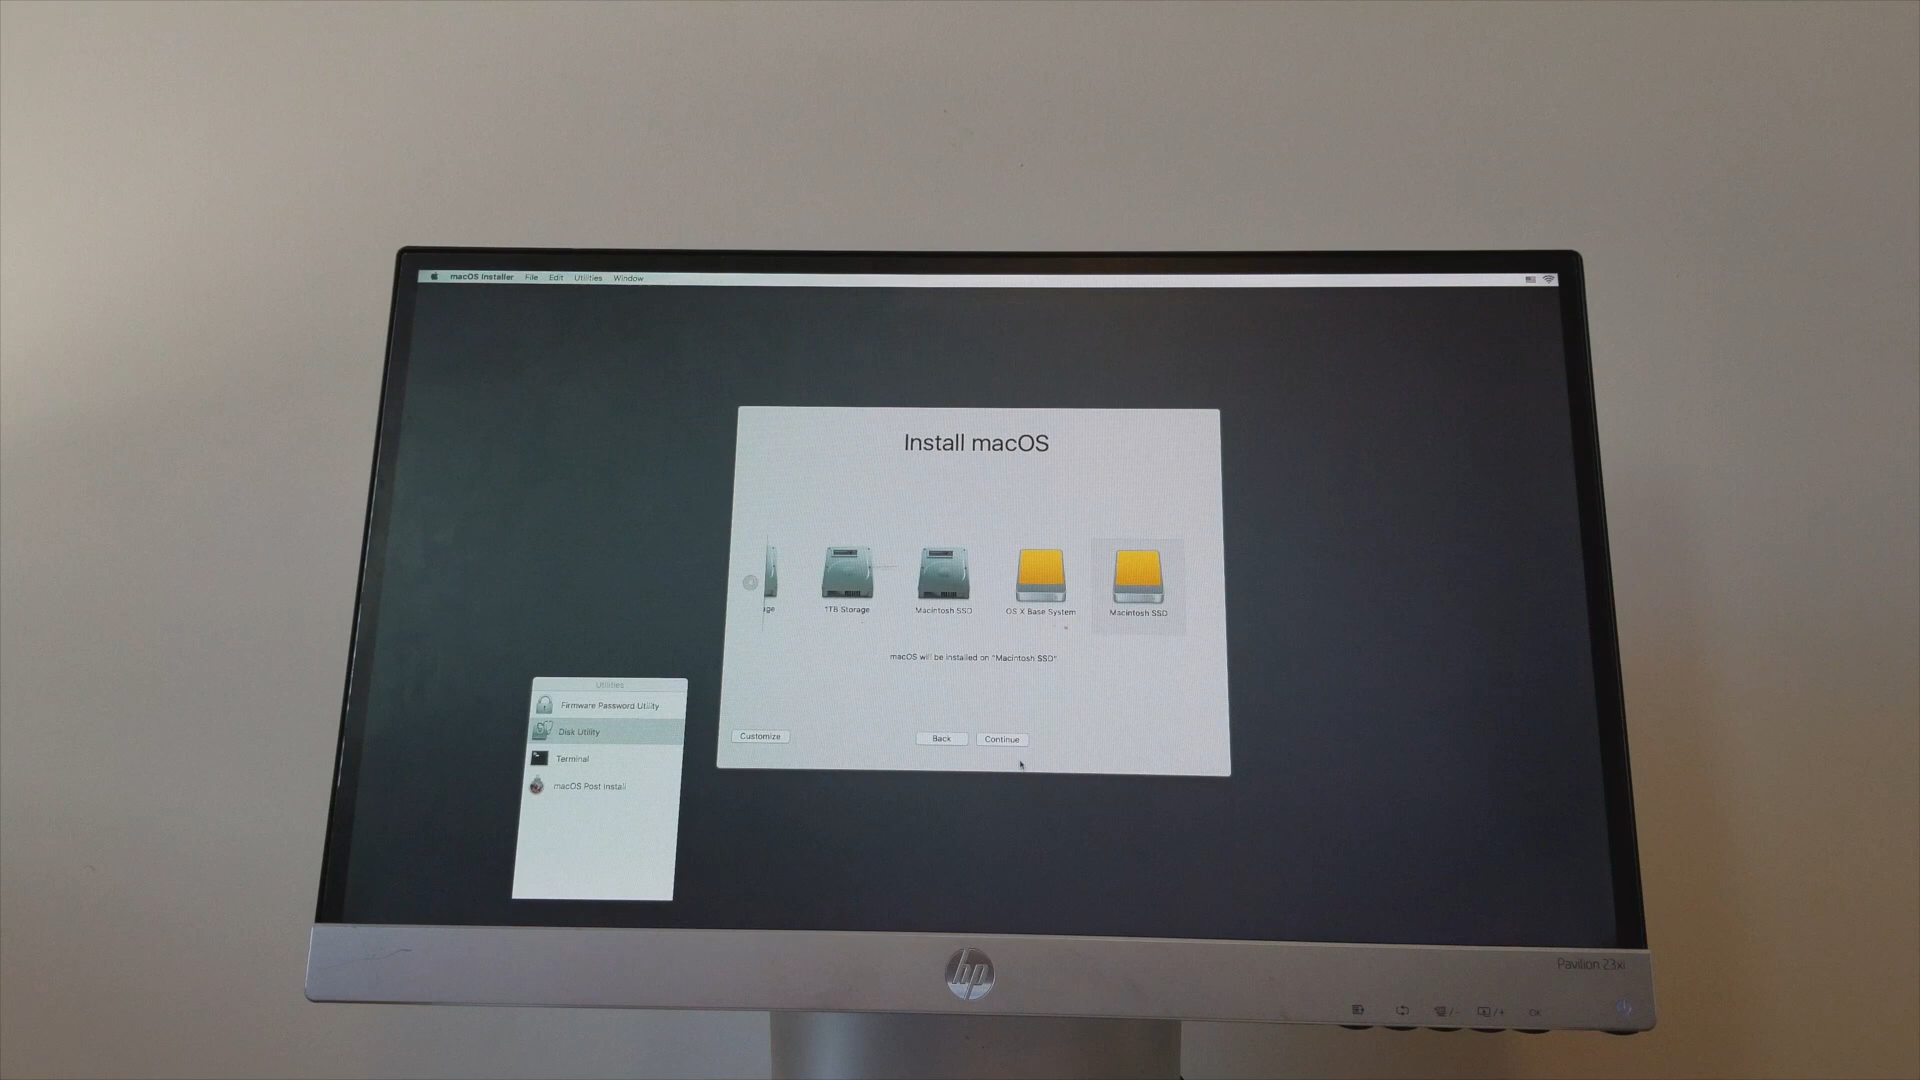 macOS Installer File Edit Utilities Window
Install macOS
ge
1TB Storage
Macintosh SSD
OS X Base System
Macintosh SSD
macOS will be installed on "Macintosh SSD"
Customize
Back
Continue
Utilities
Firmware Password Utility
Disk Utility
Terminal
macOS Post Install
hp
Pavilion 23xi
OK